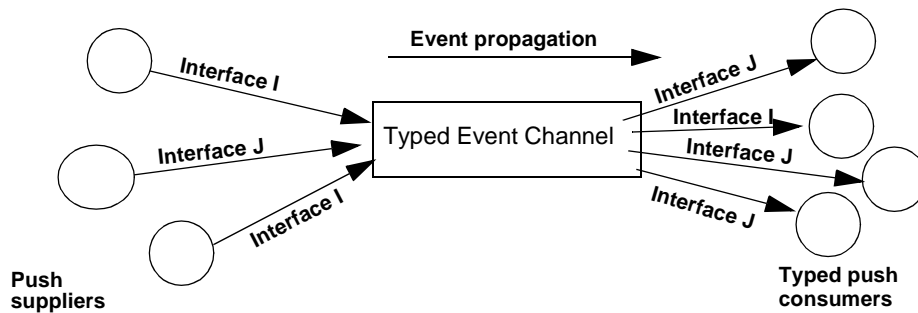 Event propagation
Interface I
Interface J
Interface J
Interface I
Typed Event Channel
Interface J
Interface J
Interface I
Interface J
Push
suppliers
Typed push
consumers